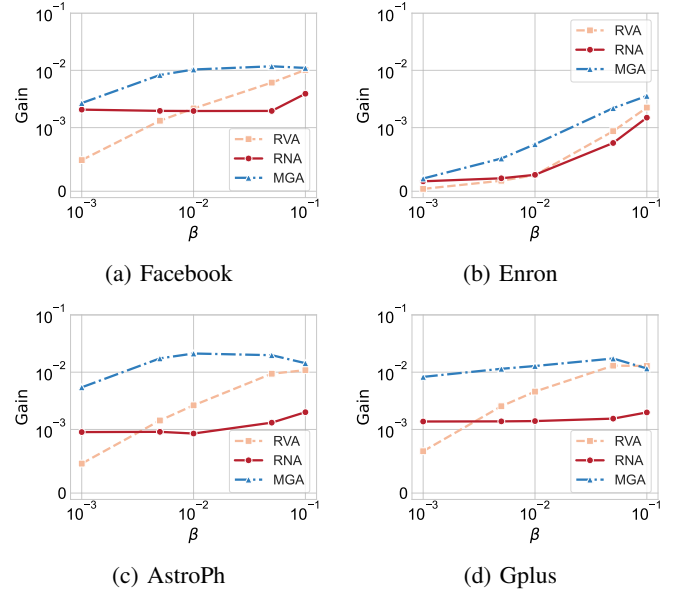 10⁻¹
10⁻²
10⁻³
0
Gain
RVA
RNA
MGA
10⁻³ 10⁻² 10⁻¹
β
(a) Facebook
10⁻¹
10⁻²
10⁻³
0
Gain
RVA
RNA
MGA
10⁻³ 10⁻² 10⁻¹
β
(b) Enron
10⁻¹
10⁻²
10⁻³
0
Gain
RVA
RNA
MGA
10⁻³ 10⁻² 10⁻¹
β
(c) AstroPh
10⁻¹
10⁻²
10⁻³
0
Gain
RVA
RNA
MGA
10⁻³ 10⁻² 10⁻¹
β
(d) Gplus